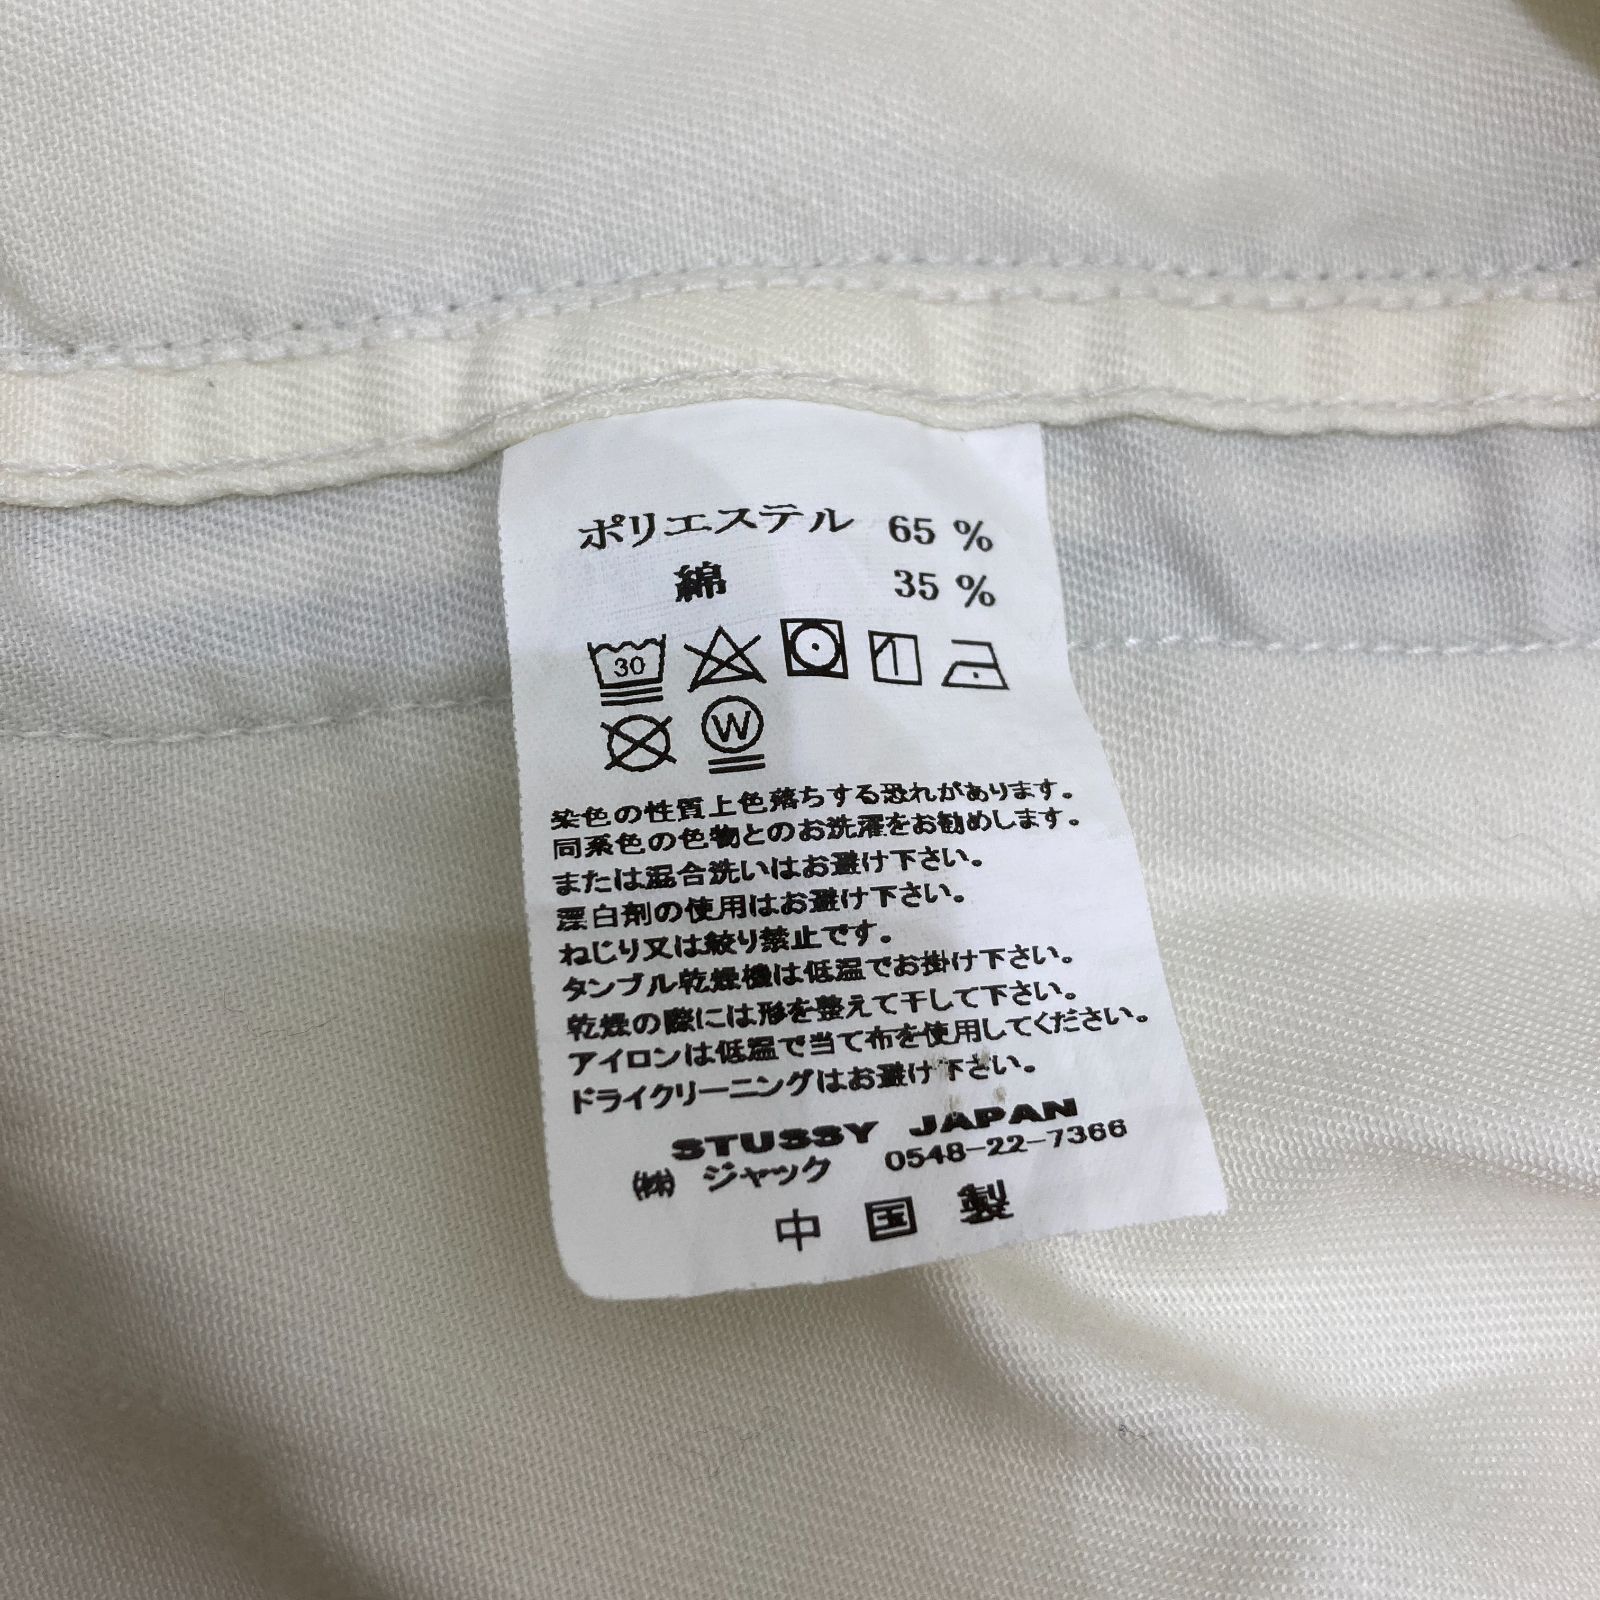 ポリエステル 65 %
綿 35 %
30
W
染色の性質上色落ちする恐れがあります。
同系色の色物とのお洗濯をお勧めします。
または混合洗いはお避け下さい。
漂白剤の使用はお避け下さい。
ねじり又は絞り禁止です。
タンブル乾燥機は低温でお掛け下さい。
乾燥の際には形を整えて干して下さい。
アイロンは低温で当て布を使用してください。
ドライクリーニングはお避け下さい。
STUSSY JAPAN
㈱ ジャック 0548-22-7366
中国製